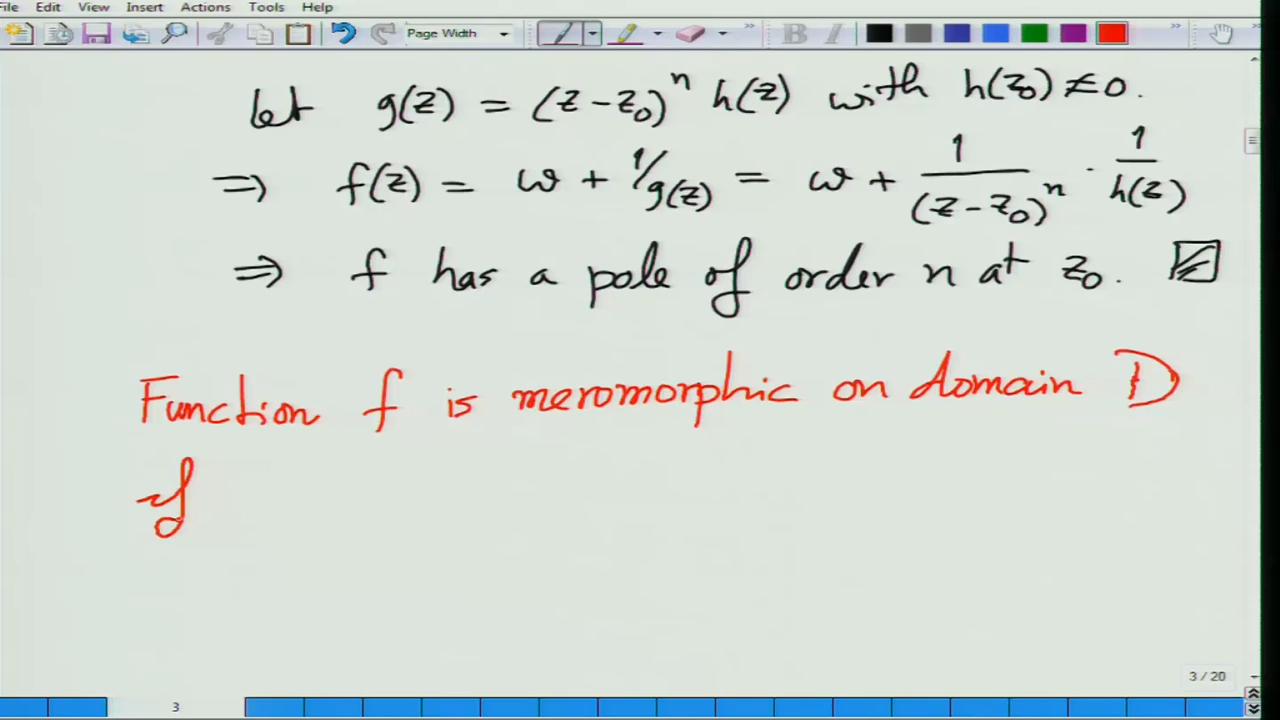 File Edit View Insert Actions Tools Help
Page Width
B I
let g(z) = (z-z₀)ⁿ h(z) with h(z₀) ≠ 0.
⇒ f(z) = w + 1/g(z) = w + 1/(z-z₀)ⁿ · 1/h(z)
⇒ f has a pole of order n at z₀.
Function f is meromorphic on domain D
if
3 / 20
3